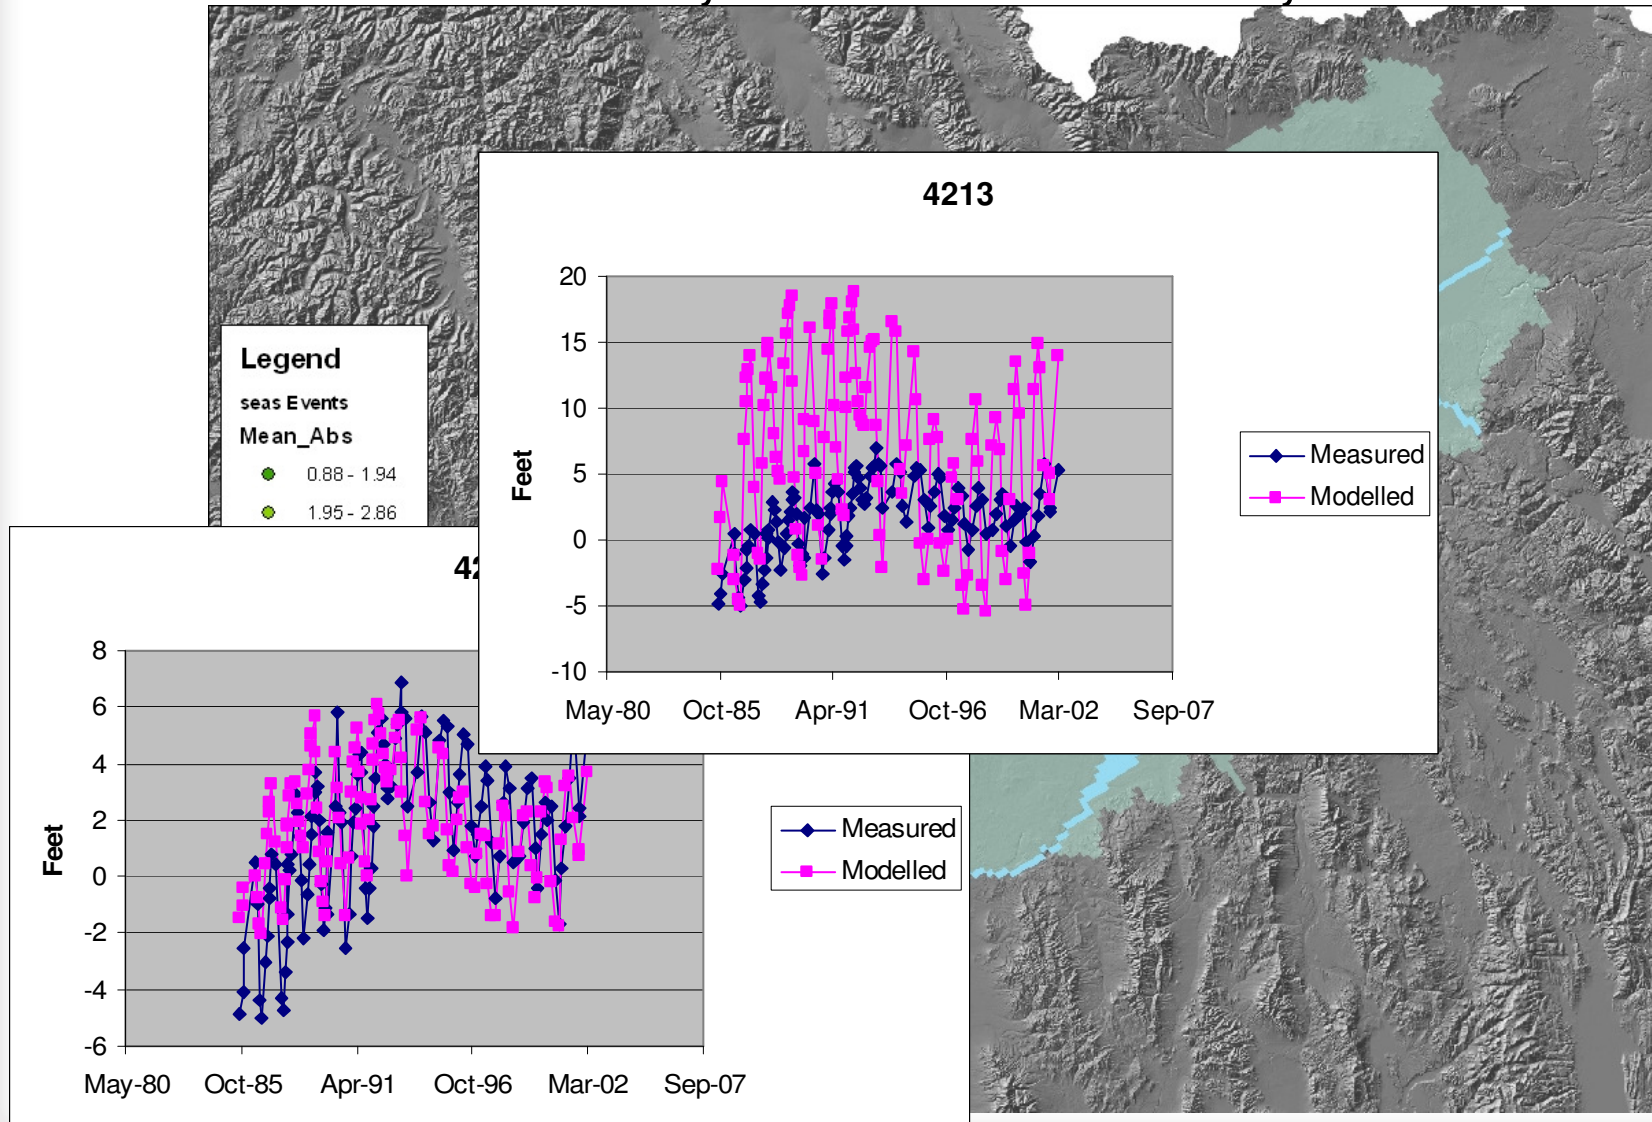 4213
20
15
10
5
0
-5
-10
Feet
May-80 Oct-85 Apr-91 Oct-96 Mar-02 Sep-07
Measured
Modelled
Legend
seas Events
Mean_Abs
0.88 - 1.94
1.95 - 2.86
8
6
4
2
0
-2
-4
-6
Feet
May-80 Oct-85 Apr-91 Oct-96 Mar-02 Sep-07
Measured
Modelled